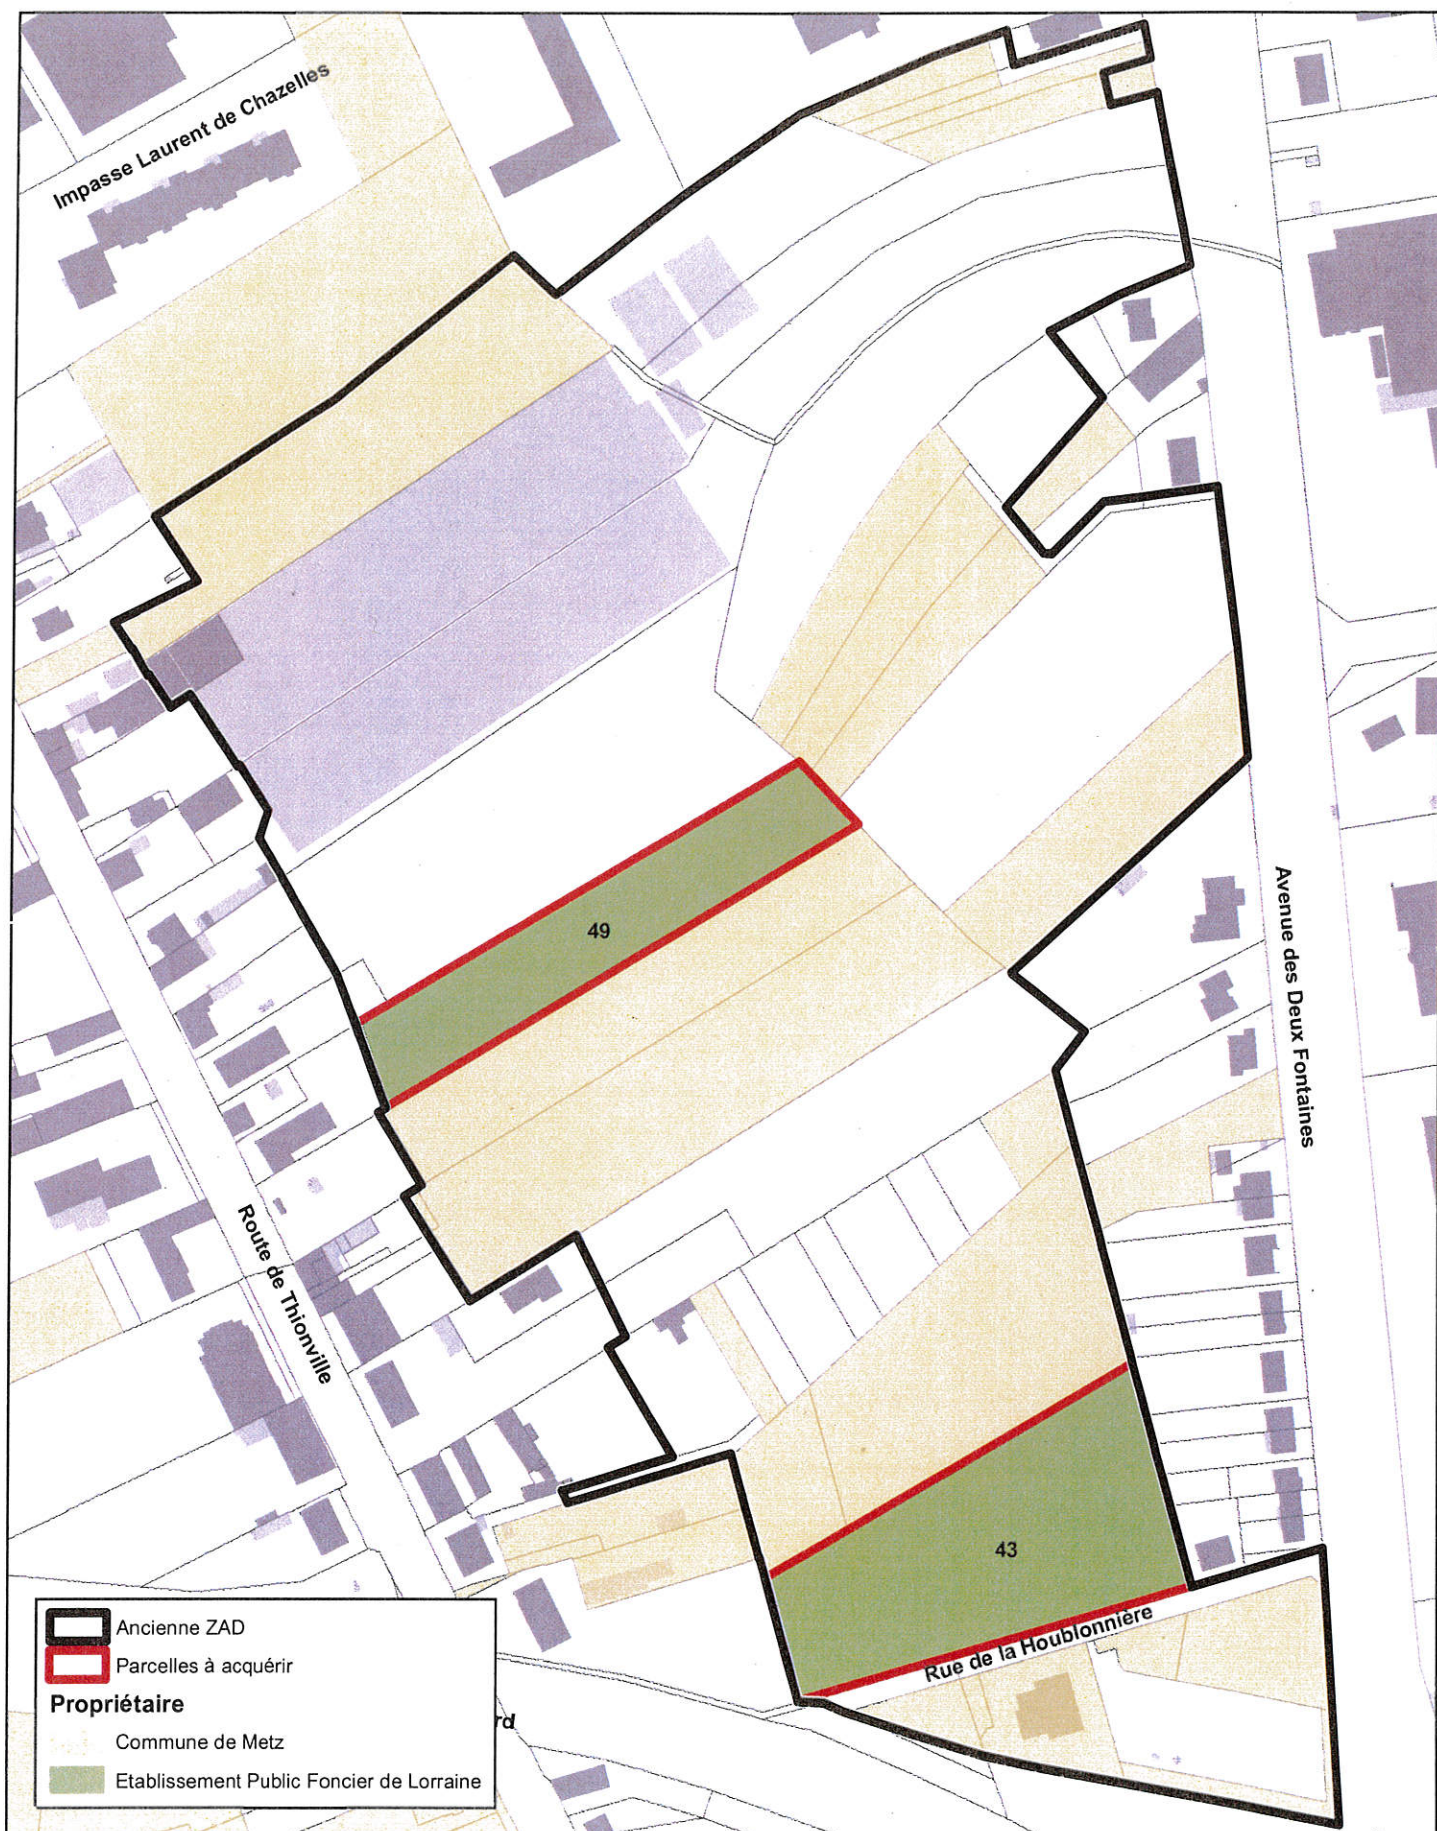 Impasse Laurent de Chazelles
49
Avenue des Deux Fontaines
Route de Thionville
43
Rue de la Houblonnière
rd
Ancienne ZAD
Parcelles à acquérir
Propriétaire
Commune de Metz
Etablissement Public Foncier de Lorraine